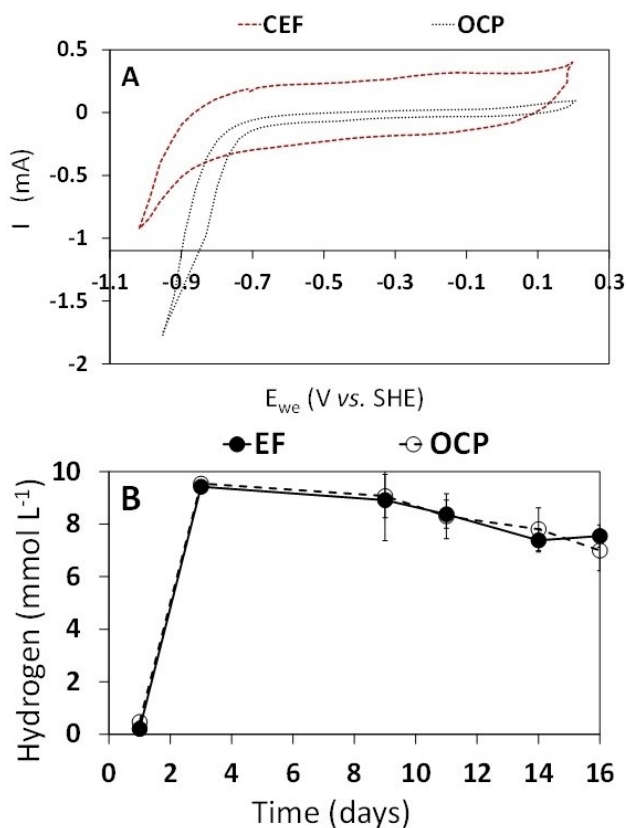 CEF OCP
A
0.5
0
-0.5
-1
-1.5
-2
I (mA)
-1.1 -0.9 -0.7 -0.5 -0.3 -0.1 0.1 0.3
Ewe (V vs. SHE)
EF OCP
B
10
8
6
4
2
0
Hydrogen (mmol L-1)
0 2 4 6 8 10 12 14 16
Time (days)